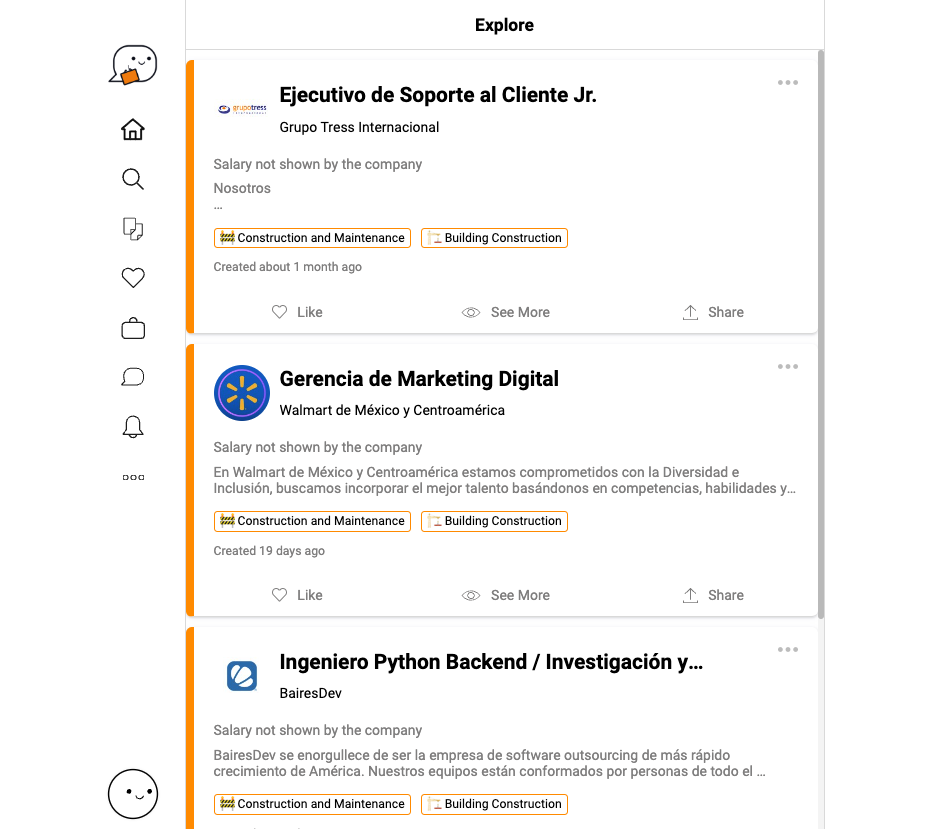 Explore
Ejecutivo de Soporte al Cliente Jr.
grupotress
Grupo Tress Internacional
Salary not shown by the company
Nosotros
...
Construction and Maintenance
Building Construction
Created about 1 month ago
Like
See More
Share
Gerencia de Marketing Digital
Walmart de México y Centroamérica
Salary not shown by the company
En Walmart de México y Centroamérica estamos comprometidos con la Diversidad e
Inclusión, buscamos incorporar el mejor talento basándonos en competencias, habilidades y...
Construction and Maintenance
Building Construction
Created 19 days ago
Like
See More
Share
Ingeniero Python Backend / Investigación y...
BairesDev
Salary not shown by the company
BairesDev se enorgullece de ser la empresa de software outsourcing de más rápido
crecimiento de América. Nuestros equipos están conformados por personas de todo el ...
Construction and Maintenance
Building Construction